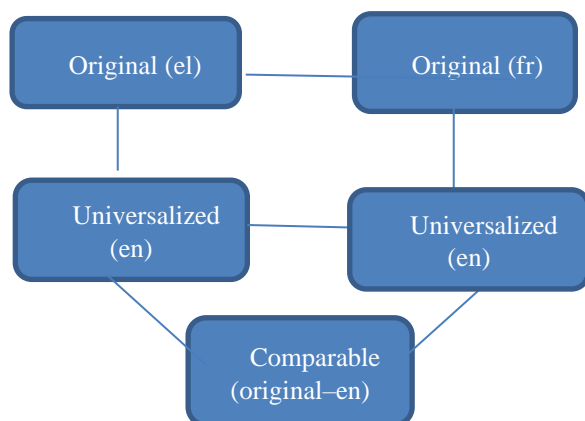 Original (el)
Original (fr)
Universalized
(en)
Universalized
(en)
Comparable
(original–en)